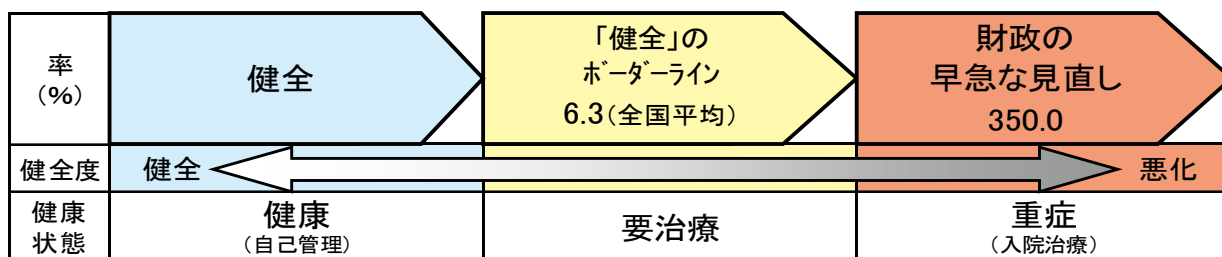 率
(%)
健全
「健全」の
ﾎﾞｰﾀﾞｰﾗｲﾝ
6.3(全国平均)
財政の
早急な見直し
350.0
健全度
健全
悪化
健康
状態
健康
(自己管理)
要治療
重症
(入院治療)